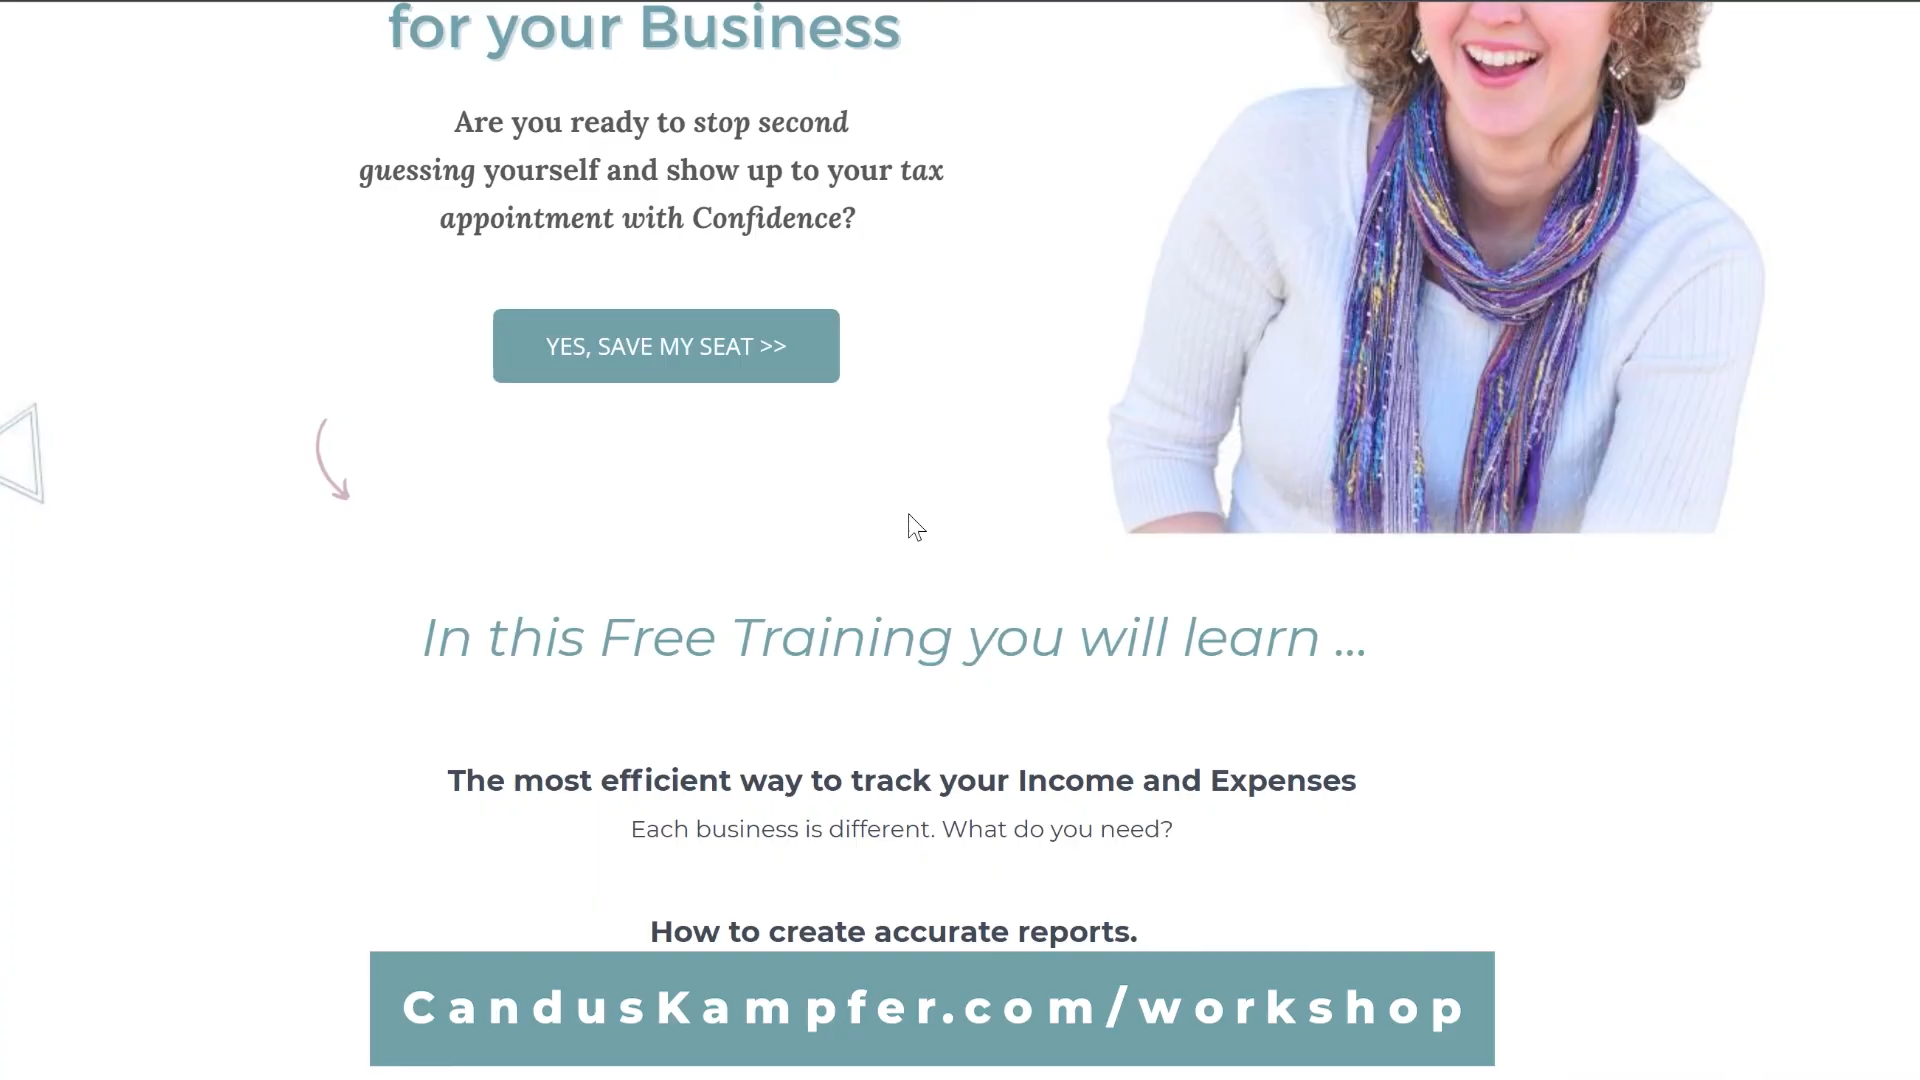 for your Business
Are you ready to stop second
guessing yourself and show up to your tax
appointment with Confidence?
YES, SAVE MY SEAT >>
In this Free Training you will learn ...
The most efficient way to track your Income and Expenses
Each business is different. What do you need?
How to create accurate reports.
CandusKampfer.com/workshop